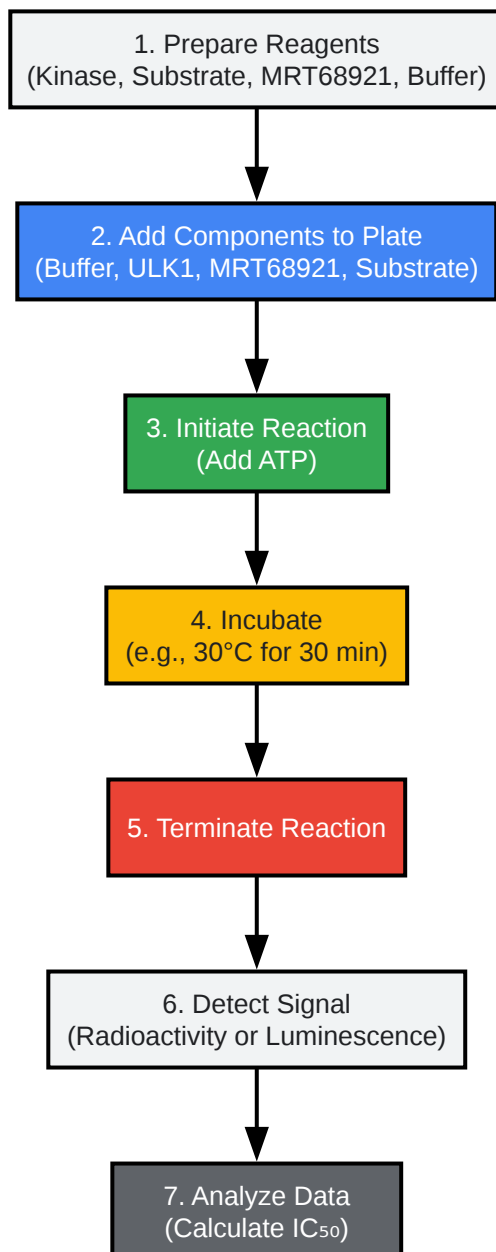 1. Prepare Reagents
(Kinase, Substrate, MRT68921, Buffer)
2. Add Components to Plate
(Buffer, ULK1, MRT68921, Substrate)
3. Initiate Reaction
(Add ATP)
4. Incubate
(e.g., 30°C for 30 min)
5. Terminate Reaction
6. Detect Signal
(Radioactivity or Luminescence)
7. Analyze Data
(Calculate IC₅₀)